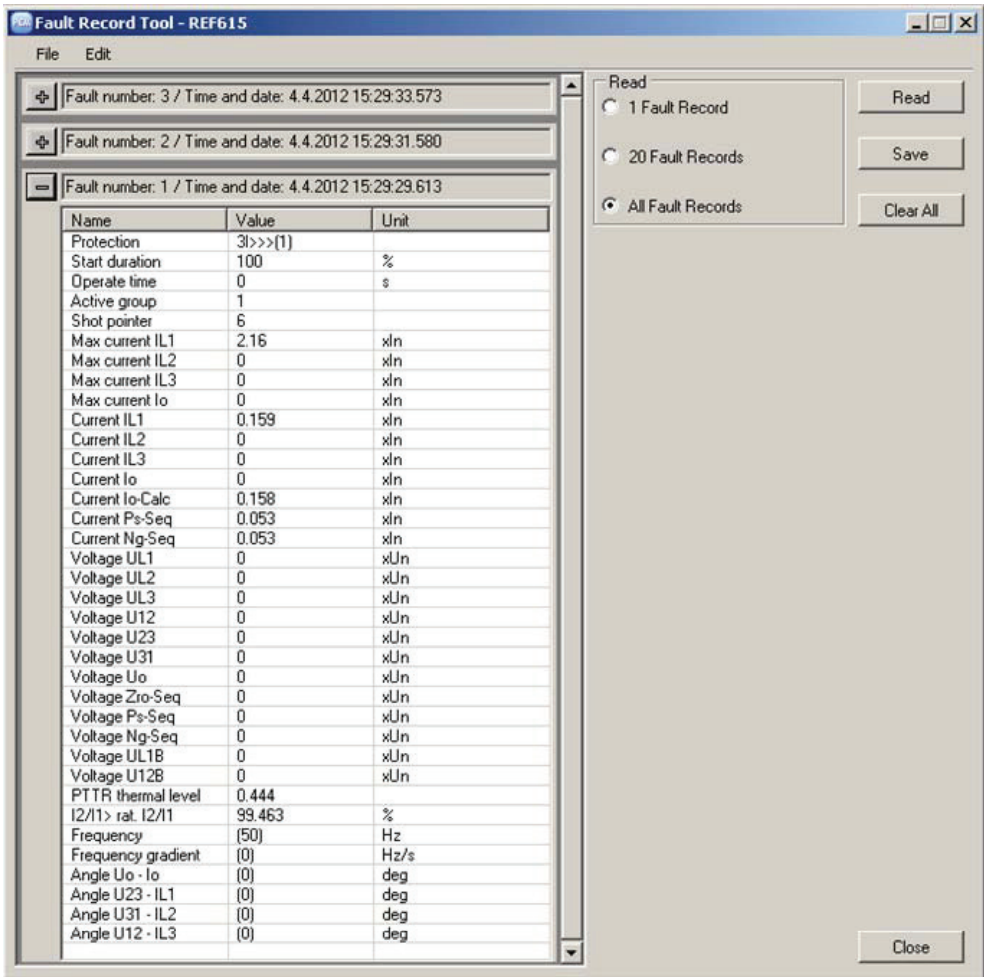 PCM Fault Record Tool - REF615
File Edit
Fault number: 3 / Time and date: 4.4.2012 15:29:33.573
Fault number: 2 / Time and date: 4.4.2012 15:29:31.580
Fault number: 1 / Time and date: 4.4.2012 15:29:29.613
Name Value Unit
Protection 3I>>>(1)
Start duration 100 %
Operate time 0 s
Active group 1
Shot pointer 6
Max current IL1 2.16 xIn
Max current IL2 0 xIn
Max current IL3 0 xIn
Max current Io 0 xIn
Current IL1 0.159 xIn
Current IL2 0 xIn
Current IL3 0 xIn
Current Io 0 xIn
Current Io-Calc 0.158 xIn
Current Ps-Seq 0.053 xIn
Current Ng-Seq 0.053 xIn
Voltage UL1 0 xUn
Voltage UL2 0 xUn
Voltage UL3 0 xUn
Voltage U12 0 xUn
Voltage U23 0 xUn
Voltage U31 0 xUn
Voltage Uo 0 xUn
Voltage Zro-Seq 0 xUn
Voltage Ps-Seq 0 xUn
Voltage Ng-Seq 0 xUn
Voltage UL1B 0 xUn
Voltage U12B 0 xUn
PTTR thermal level 0.444
I2/I1> rat. I2/I1 99.463 %
Frequency (50) Hz
Frequency gradient (0) Hz/s
Angle Uo - Io (0) deg
Angle U23 - IL1 (0) deg
Angle U31 - IL2 (0) deg
Angle U12 - IL3 (0) deg
Read
1 Fault Record
20 Fault Records
All Fault Records
Read
Save
Clear All
Close